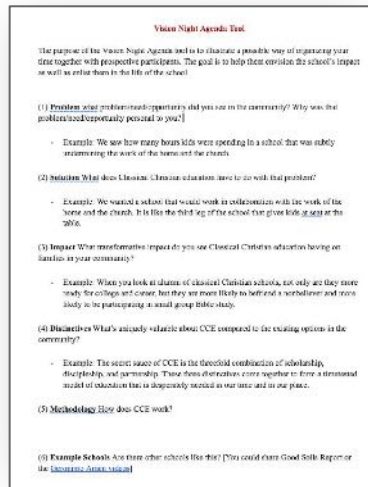 Vision Night Agenda Tool
The purpose of the Vision Night Agenda tool is to illustrate a possible way of organizing your
time together with prospective participants. The goal is to help them envision the school's impact
as well as enlist them in the life of the school
(1) Problem what problem/need/opportunity did you see in the community? Why was that
problem/need/opportunity personal to you?
- Example: We saw how many hours kids were spending in a school that was subtly
undermining the work of the home and the church.
(2) Solution What does Classical Christian education have to do with that problem?
- Example: We wanted a school that would work in collaboration with the work of the
home and the church. It is like the third leg of the school that gives kids at seat at the
table.
(3) Impact What transformative impact do you see Classical Christian education having on
families in your community?
- Example: When you look at alumni of classical Christian schools, not only are they more
ready for college and career, but they are more likely to befriend a nonbeliever and more
likely to be participating in small group Bible study.
(4) Distinctives What's uniquely valuable about CCE compared to the existing options in the
community?
- Example: The secret sauce of CCE is the threefold combination of scholarship,
discipleship, and partnership. These three distinctives come together to form a
model of education that is desperately needed in our time and in our place.
(5) Methodology How does CCE work?
(6) Example Schools Are there other schools like this? [You could share Good Soils Report or
the videos]